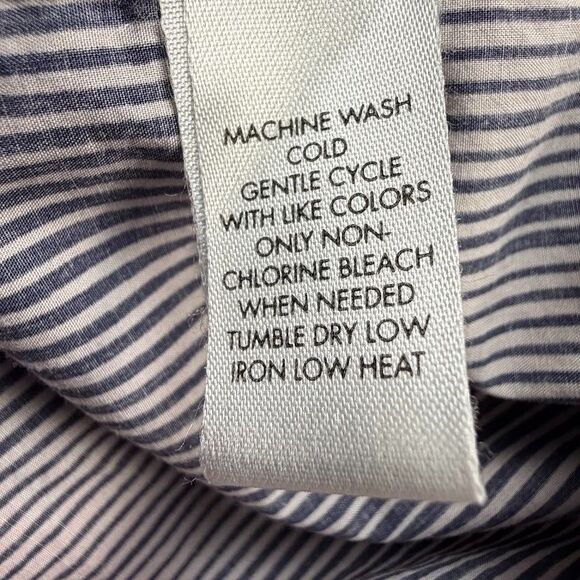 MACHINE WASH
COLD
GENTLE CYCLE
WITH LIKE COLORS
ONLY NON-
CHLORINE BLEACH
WHEN NEEDED
TUMBLE DRY LOW
IRON LOW HEAT